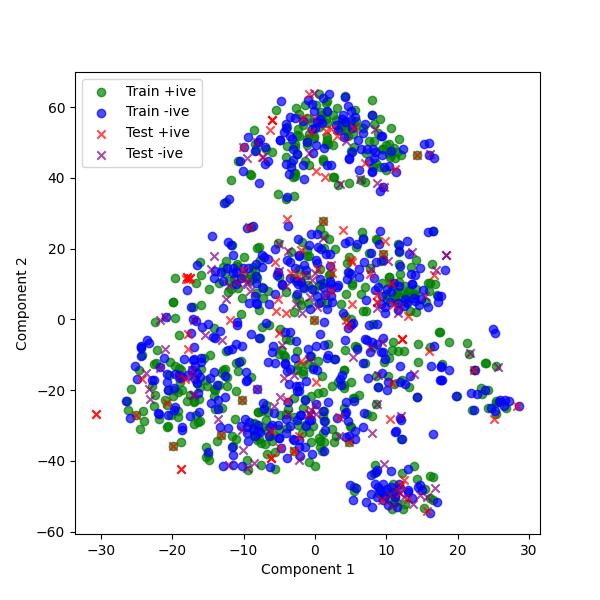 Train +ive
Train -ive
Test +ive
Test -ive
60
40
20
0
−20
−40
−60
Component 2
−30
−20
−10
0
10
20
30
Component 1